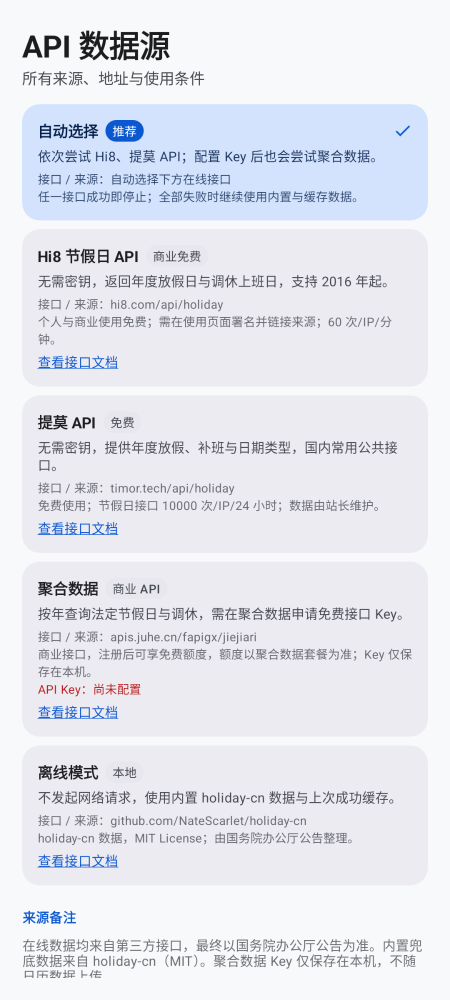 API 数据源
所有来源、地址与使用条件
自动选择 推荐
依次尝试 Hi8、提莫 API；配置 Key 后也会尝试聚合数据。
接口 / 来源：自动选择下方在线接口
任一接口成功即停止；全部失败时继续使用内置与缓存数据。
Hi8 节假日 API 商业免费
无需密钥，返回年度放假日与调休上班日，支持 2016 年起。
接口 / 来源：hi8.com/api/holiday
个人与商业使用免费；需在使用页面署名并链接来源；60 次/IP/分
钟。
查看接口文档
提莫 API 免费
无需密钥，提供年度放假、补班与日期类型，国内常用公共接
口。
接口 / 来源：timor.tech/api/holiday
免费使用；节假日接口 10000 次/IP/24 小时；数据由站长维护。
查看接口文档
聚合数据 商业 API
按年查询法定节假日与调休，需在聚合数据申请免费接口 Key。
接口 / 来源：apis.juhe.cn/fapigx/jiejiari
商业接口，注册后可享免费额度，额度以聚合数据套餐为准；Key 仅保
存在本机。
API Key：尚未配置
查看接口文档
离线模式 本地
不发起网络请求，使用内置 holiday-cn 数据与上次成功缓存。
接口 / 来源：github.com/NateScarlet/holiday-cn
holiday-cn 数据，MIT License；由国务院办公厅公告整理。
查看接口文档
来源备注
在线数据均来自第三方接口，最终以国务院办公厅公告为准。内置兜
底数据来自 holiday-cn（MIT）。聚合数据 Key 仅保存在本机，不随
日历数据上传